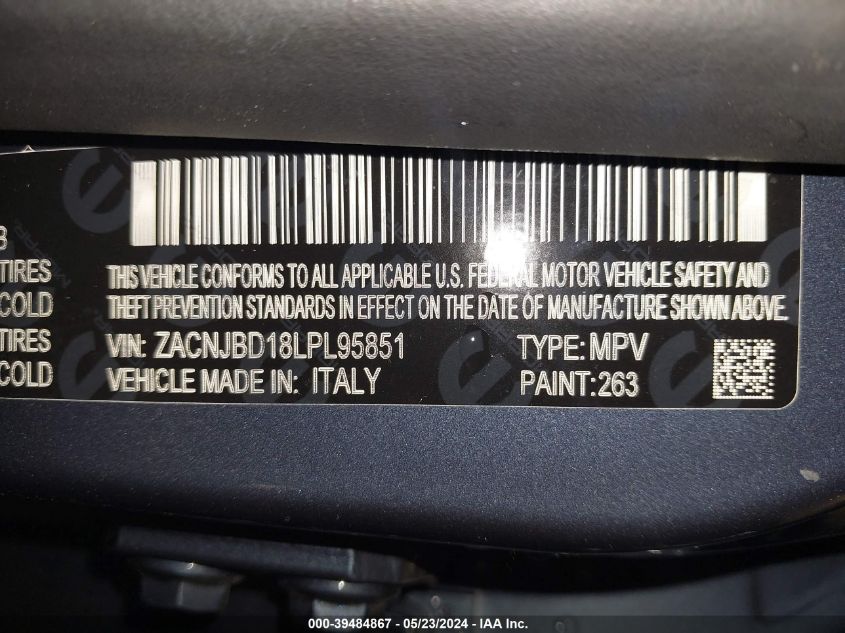 B
TIRES
COLD
TIRES
COLD
THIS VEHICLE CONFORMS TO ALL APPLICABLE U.S. FEDERAL MOTOR VEHICLE SAFETY AND
THEFT PREVENTION STANDARDS IN EFFECT ON THE DATE OF MANUFACTURE SHOWN ABOVE.
VIN: ZACNJBD18LPL95851 TYPE: MPV
VEHICLE MADE IN: ITALY PAINT: 263
000-39484867 - 05/23/2024 - IAA Inc.